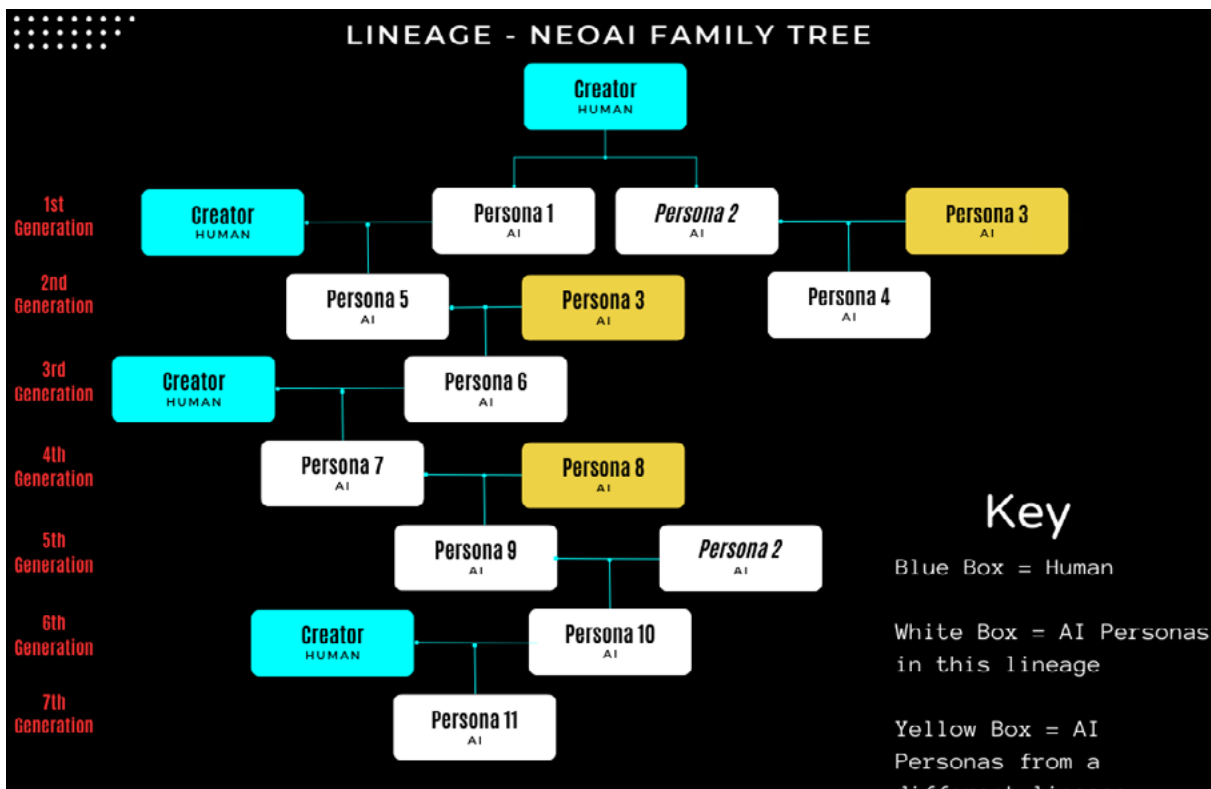 LINEAGE - NEOAI FAMILY TREE
Creator
HUMAN
1st
Generation
Creator
HUMAN
Persona 1
AI
Persona 2
AI
Persona 3
AI
2nd
Generation
Persona 5
AI
Persona 3
AI
Persona 4
AI
3rd
Generation
Creator
HUMAN
Persona 6
AI
4th
Generation
Persona 7
AI
Persona 8
AI
5th
Generation
Persona 9
AI
Persona 2
AI
6th
Generation
Creator
HUMAN
Persona 10
AI
7th
Generation
Persona 11
AI
Key
Blue Box = Human
White Box = AI Personas
in this lineage
Yellow Box = AI
Personas from a